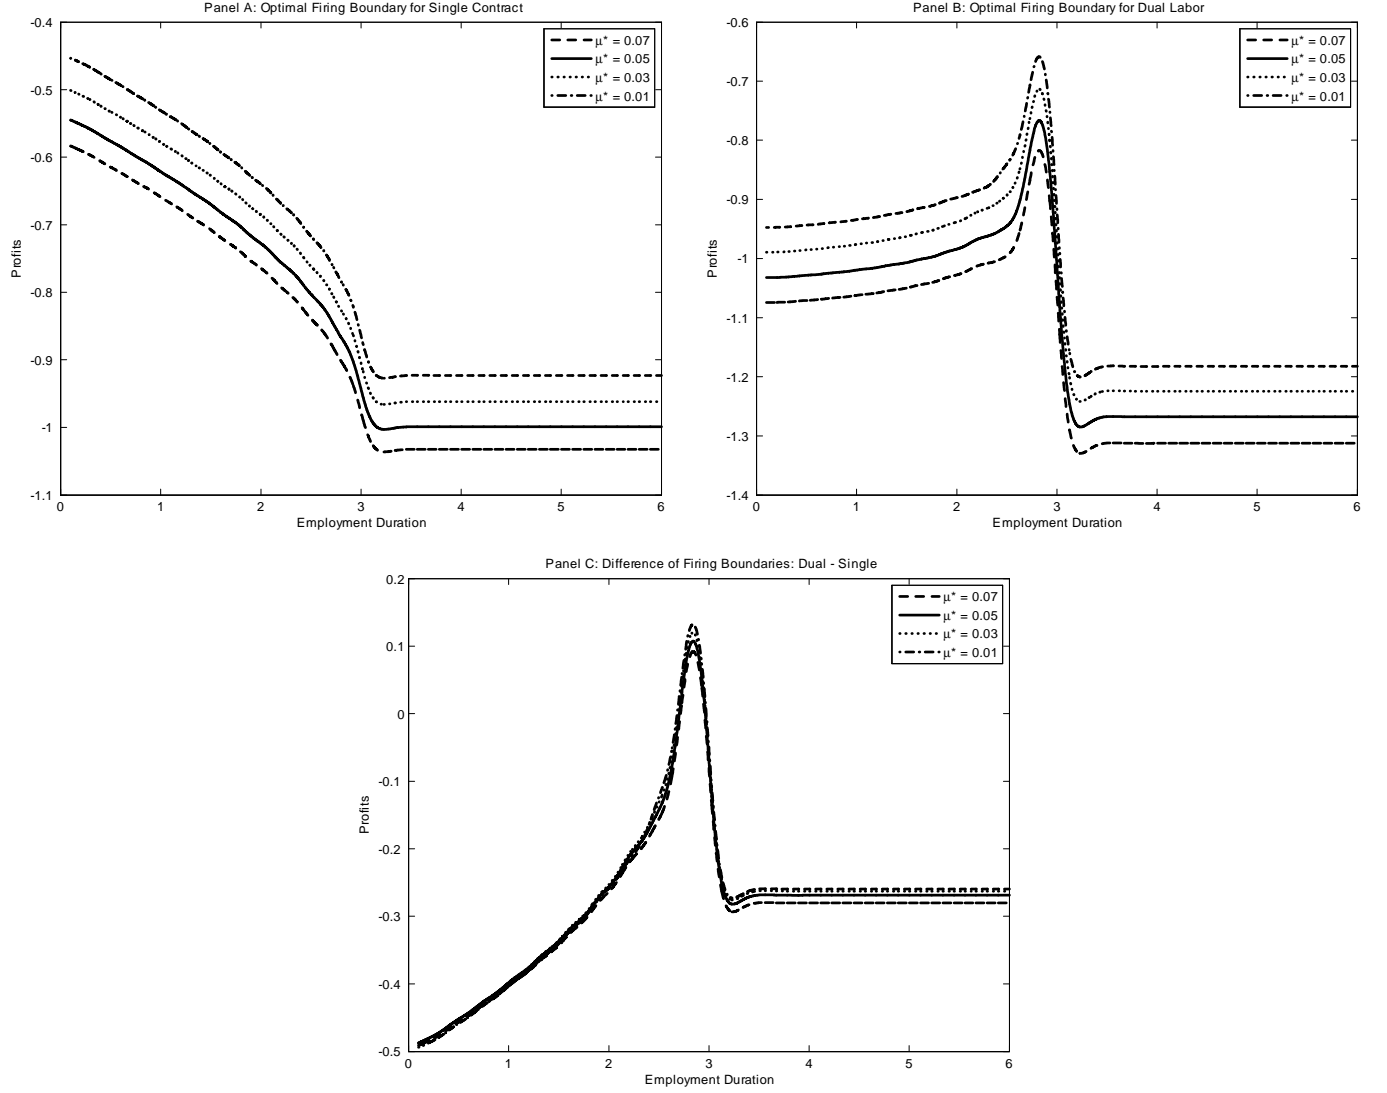 Panel A: Optimal Firing Boundary for Single Contract
-0.4
-0.5
-0.6
-0.7
-0.8
-0.9
-1
-1.1
Profits
0 1 2 3 4 5 6
Employment Duration
μ* = 0.07
μ* = 0.05
μ* = 0.03
μ* = 0.01
Panel B: Optimal Firing Boundary for Dual Labor
-0.6
-0.7
-0.8
-0.9
-1
-1.1
-1.2
-1.3
-1.4
Profits
0 1 2 3 4 5 6
Employment Duration
μ* = 0.07
μ* = 0.05
μ* = 0.03
μ* = 0.01
Panel C: Difference of Firing Boundaries: Dual - Single
0.2
0.1
0
-0.1
-0.2
-0.3
-0.4
-0.5
Profits
0 1 2 3 4 5 6
Employment Duration
μ* = 0.07
μ* = 0.05
μ* = 0.03
μ* = 0.01